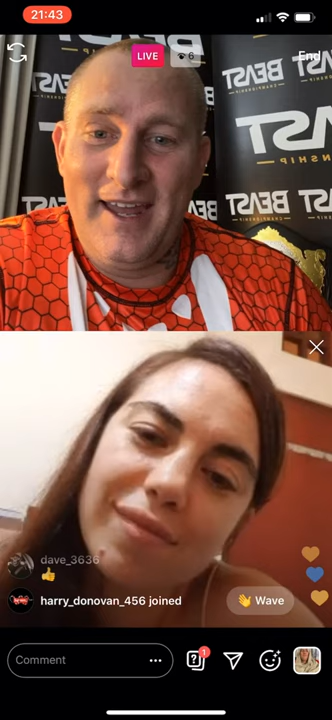 21:43
LIVE
6
End
BEAST
CHAMPIONSHIP
dave_3636
👍
harry_donovan_456 joined
👋 Wave
Comment
1